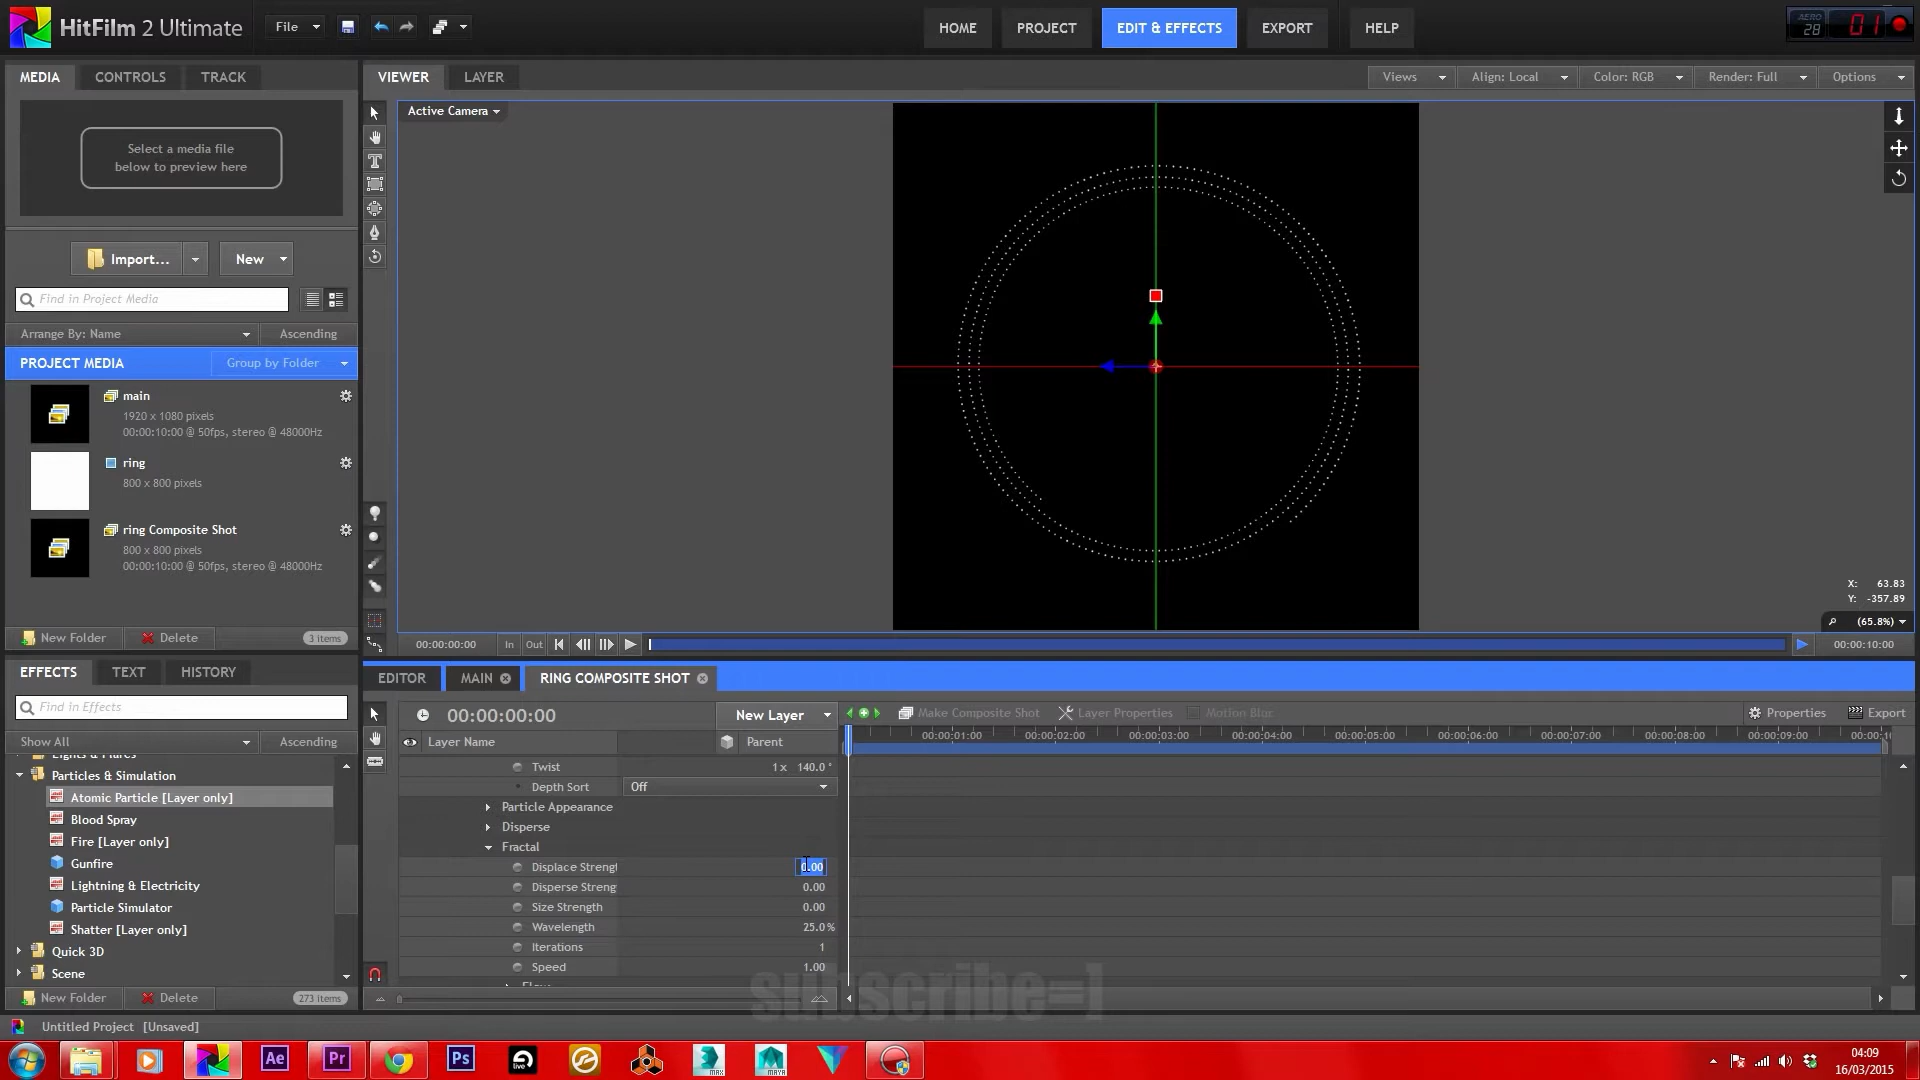 HitFilm 2 Ultimate
File
HOME
PROJECT
EDIT & EFFECTS
EXPORT
HELP
AERO
28
01
MEDIA
CONTROLS
TRACK
VIEWER
LAYER
Views
Align: Local
Color: RGB
Render: Full
Options
Active Camera
Select a media file
below to preview here
Import...
New
Find in Project Media
Arrange By: Name
Ascending
PROJECT MEDIA
Group by Folder
main
1920 x 1080 pixels
00:00:10:00 @ 50fps, stereo @ 48000Hz
ring
800 x 800 pixels
ring Composite Shot
800 x 800 pixels
00:00:10:00 @ 50fps, stereo @ 48000Hz
X: 63.83
Y: -357.89
(65.8%)
New Folder
Delete
3 items
00:00:00:00
In
Out
00:00:10:00
EFFECTS
TEXT
HISTORY
EDITOR
MAIN
RING COMPOSITE SHOT
Find in Effects
00:00:00:00
New Layer
Make Composite Shot
Layer Properties
Motion Blur
Properties
Export
Show All
Ascending
Layer Name
Parent
00:00:01:00
00:00:02:00
00:00:03:00
00:00:04:00
00:00:05:00
00:00:06:00
00:00:07:00
00:00:08:00
00:00:09:00
00:00:10
Lights & Flares
Particles & Simulation
Atomic Particle [Layer only]
Blood Spray
Fire [Layer only]
Gunfire
Lightning & Electricity
Particle Simulator
Shatter [Layer only]
Quick 3D
Scene
Twist
1 x 140.0°
Depth Sort
Off
Particle Appearance
Disperse
Fractal
Displace Strengt
0.00
Disperse Streng
0.00
Size Strength
0.00
Wavelength
25.0%
Iterations
1
Speed
1.00
subscribe=]
New Folder
Delete
273 items
Untitled Project [Unsaved]
Ae
Pr
Ps
live
MAX
MAYA
04:09
16/03/2015